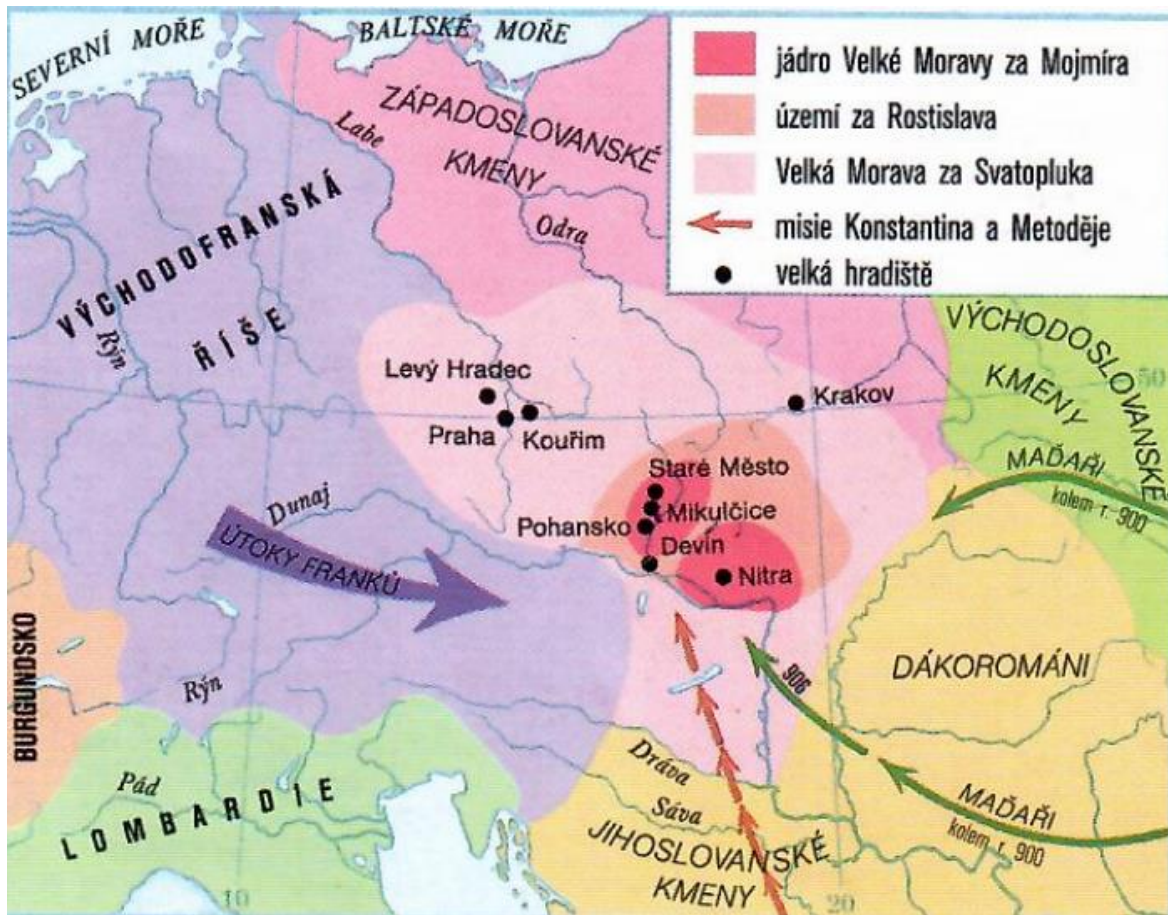 SEVERNÍ MOŘE
BALTSKÉ MOŘE
jádro Velké Moravy za Mojmíra
území za Rostislava
Velká Morava za Svatopluka
misie Konstantina a Metoděje
velká hradiště
ZÁPADOSLOVANSKÉ
KMENY
Labe
Odra
VÝCHODOFRANSKÁ
ŘÍŠE
Rýn
VÝCHODOSLOVANSKÉ
KMENY
50
Levý Hradec
Praha
Kouřim
Krakov
MAĎAŘI
kolem r. 900
Staré Město
Mikulčice
Pohansko
Devín
Nitra
Dunaj
ÚTOKY FRANKŮ
BURGUNDSKO
Rýn
906
DÁKOROMÁNI
Pád
LOMBARDIE
Dráva
Sáva
JIHOSLOVANSKÉ
KMENY
MAĎAŘI
kolem r. 900
10
20